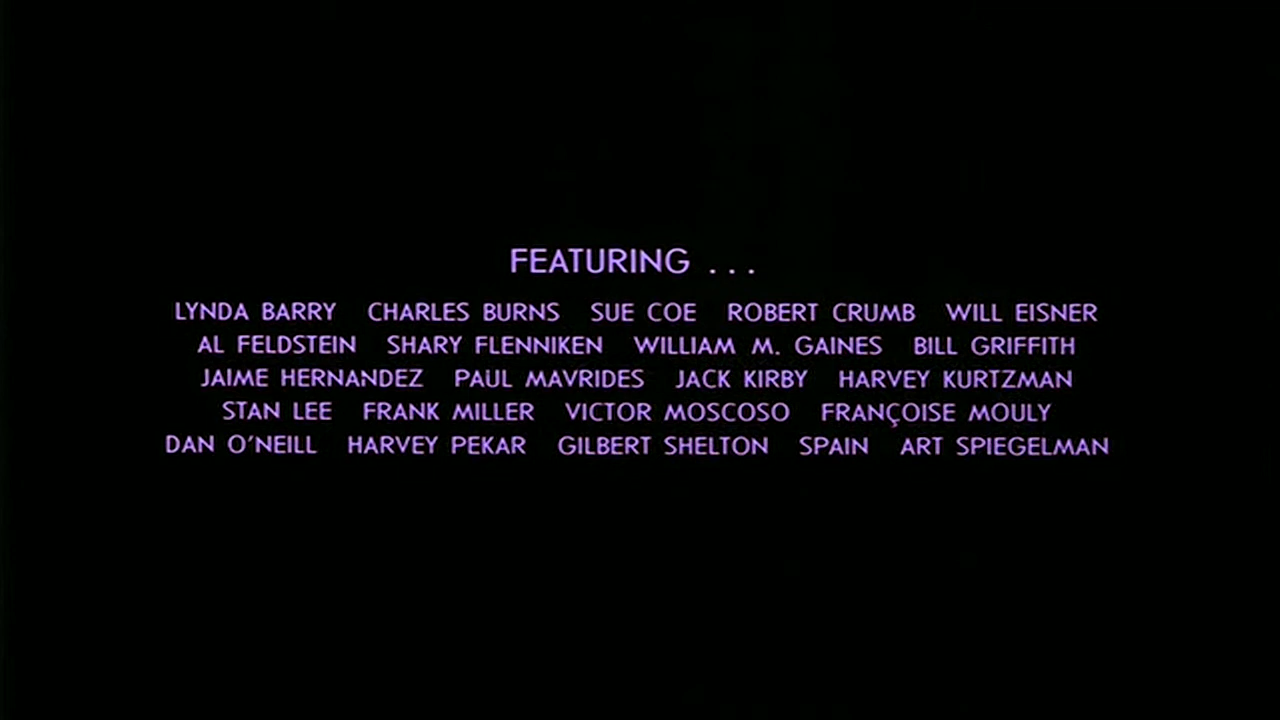 FEATURING ...
LYNDA BARRY CHARLES BURNS SUE COE ROBERT CRUMB WILL EISNER
AL FELDSTEIN SHARY FLENNIKEN WILLIAM M. GAINES BILL GRIFFITH
JAIME HERNANDEZ PAUL MAVRIDES JACK KIRBY HARVEY KURTZMAN
STAN LEE FRANK MILLER VICTOR MOSCOSO FRANÇOISE MOULY
DAN O'NEILL HARVEY PEKAR GILBERT SHELTON SPAIN ART SPIEGELMAN